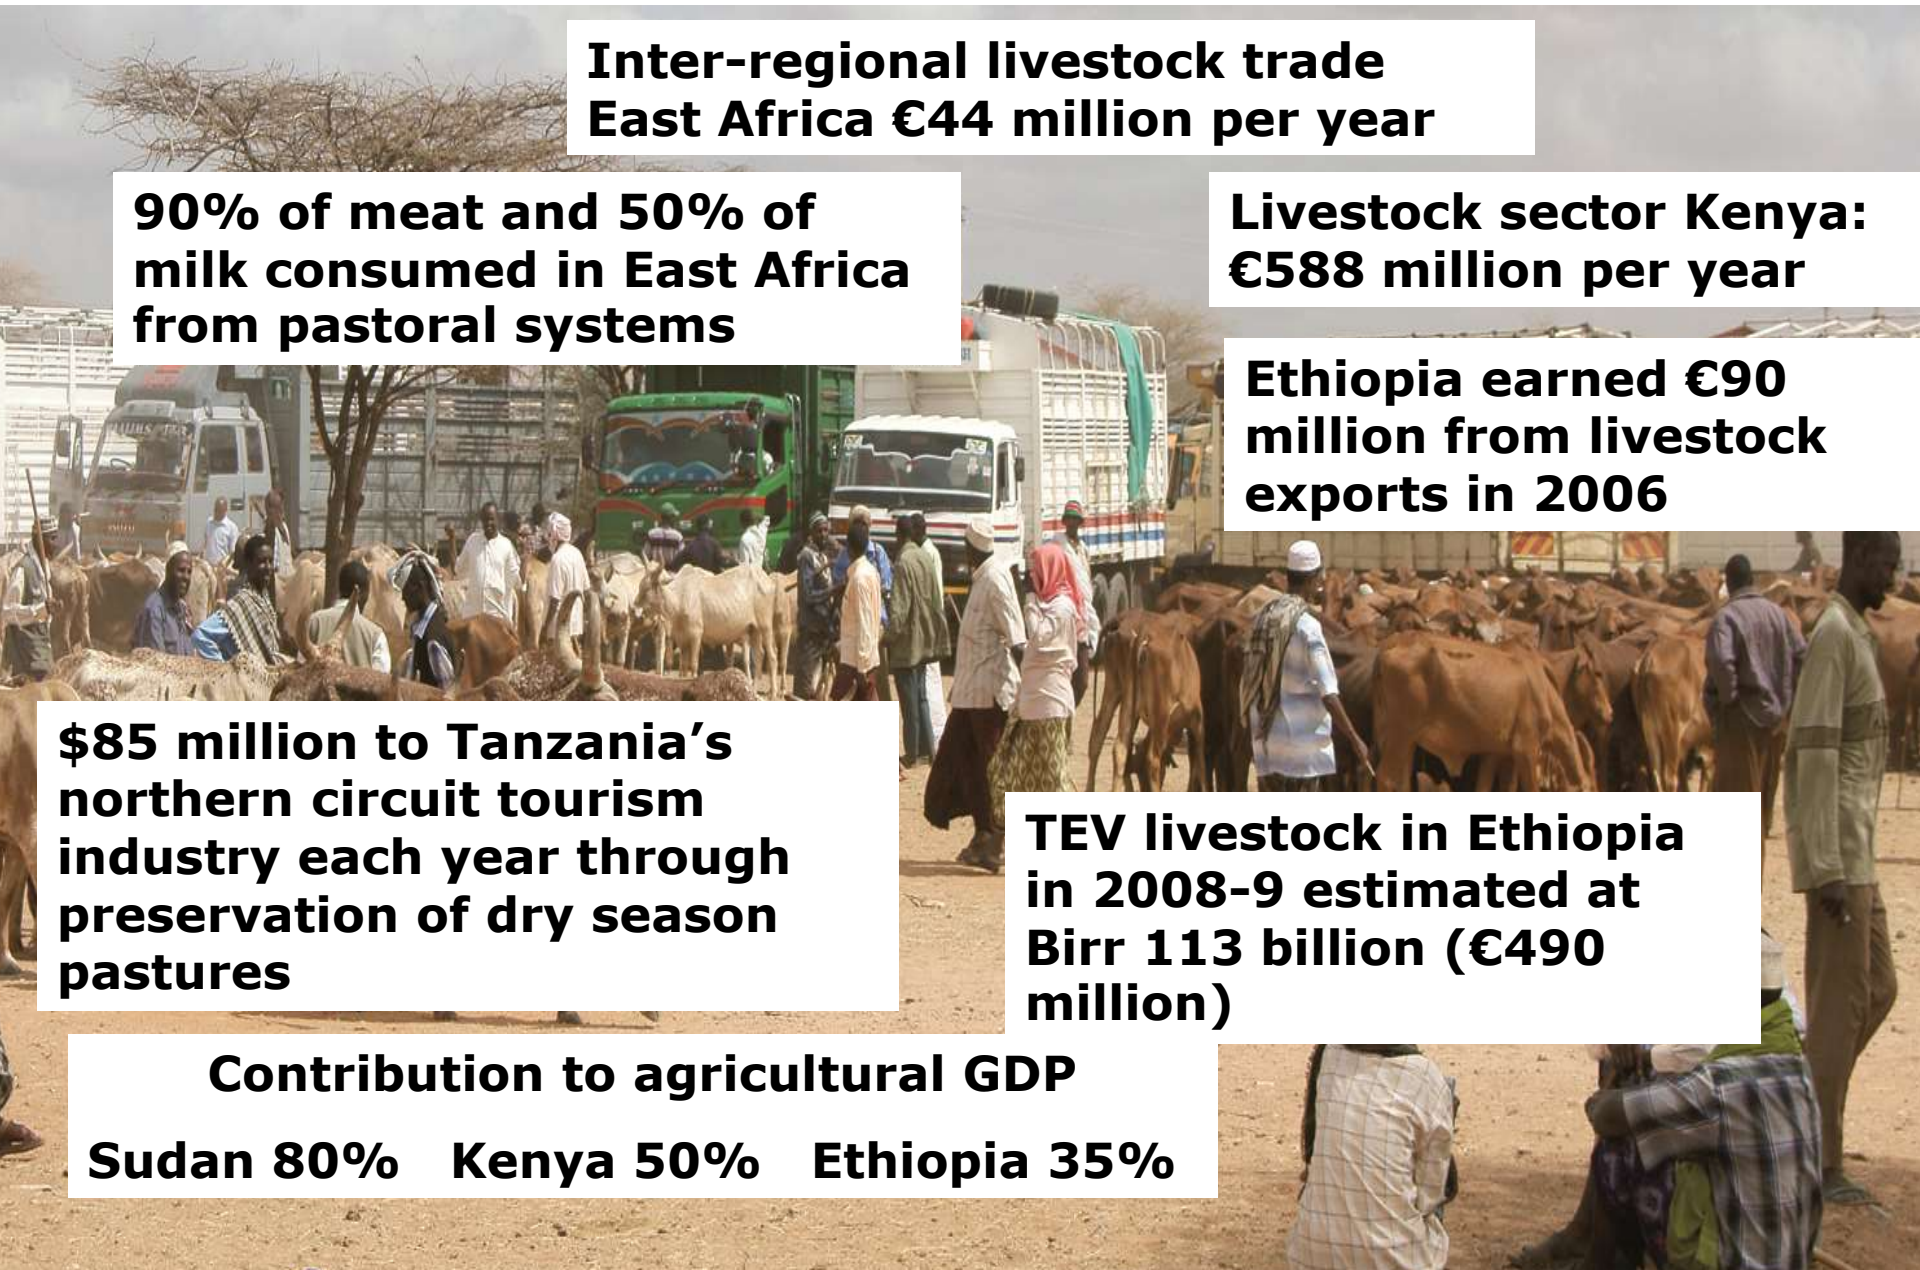 Inter-regional livestock trade
East Africa €44 million per year
90% of meat and 50% of
milk consumed in East Africa
from pastoral systems
Livestock sector Kenya:
€588 million per year
Ethiopia earned €90
million from livestock
exports in 2006
$85 million to Tanzania’s
northern circuit tourism
industry each year through
preservation of dry season
pastures
TEV livestock in Ethiopia
in 2008-9 estimated at
Birr 113 billion (€490
million)
Contribution to agricultural GDP
Sudan 80% Kenya 50% Ethiopia 35%